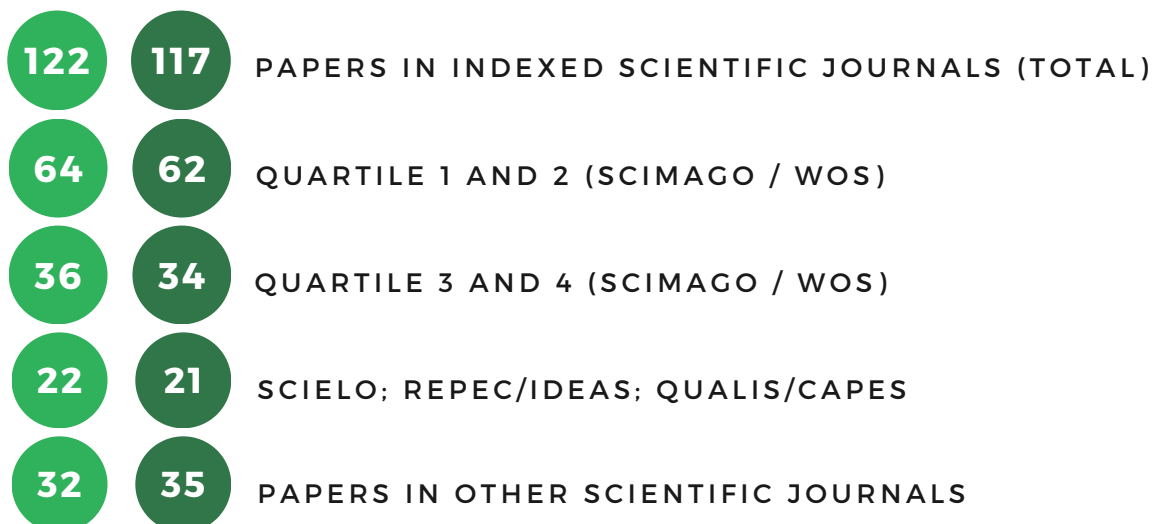 122 117 PAPERS IN INDEXED SCIENTIFIC JOURNALS (TOTAL)
64 62 QUARTILE 1 AND 2 (SCIMAGO / WOS)
36 34 QUARTILE 3 AND 4 (SCIMAGO / WOS)
22 21 SCIELO; REPEC/IDEAS; QUALIS/CAPES
32 35 PAPERS IN OTHER SCIENTIFIC JOURNALS